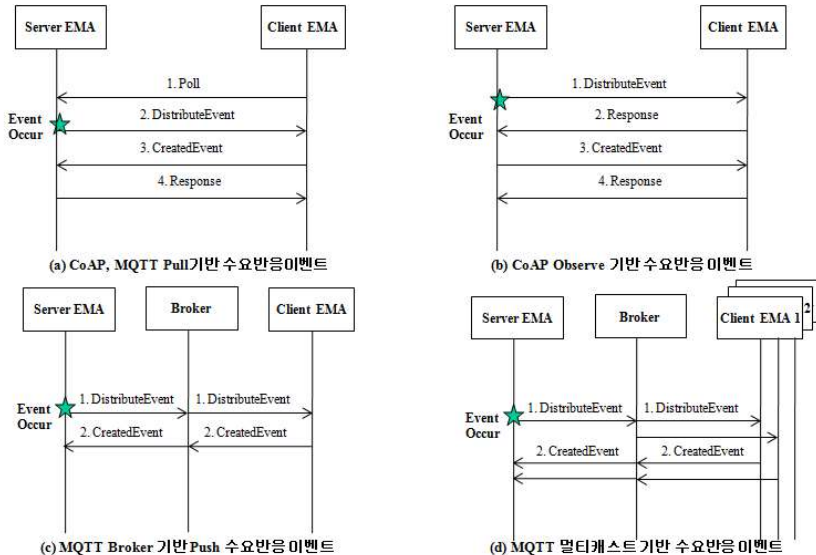 Server EMA
Client EMA
1. Poll
Event
Occur
2. DistributeEvent
3. CreatedEvent
4. Response
(a) CoAP, MQTT Pull기반 수요반응이벤트
Server EMA
Client EMA
1. DistributeEvent
Event
Occur
2. Response
3. CreatedEvent
4. Response
(b) CoAP Observe 기반 수요반응이벤트
Server EMA
Broker
Client EMA
Event
Occur
1. DistributeEvent
1. DistributeEvent
2. CreatedEvent
2. CreatedEvent
(c) MQTT Broker 기반 Push 수요반응이벤트
Server EMA
Broker
Client EMA 1
2
Event
Occur
1. DistributeEvent
1. DistributeEvent
2. CreatedEvent
2. CreatedEvent
(d) MQTT 멀티캐스트 기반 수요반응이벤트